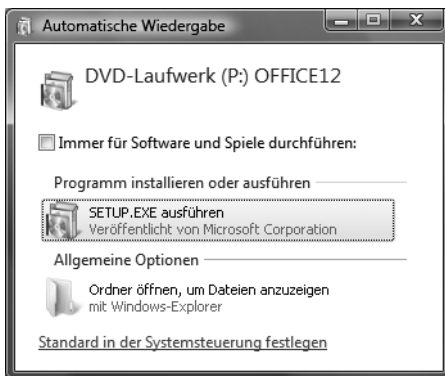 Automatische Wiedergabe
DVD-Laufwerk (P:) OFFICE12
Immer für Software und Spiele durchführen:
Programm installieren oder ausführen
SETUP.EXE ausführen
Veröffentlicht von Microsoft Corporation
Allgemeine Optionen
Ordner öffnen, um Dateien anzuzeigen
mit Windows-Explorer
Standard in der Systemsteuerung festlegen